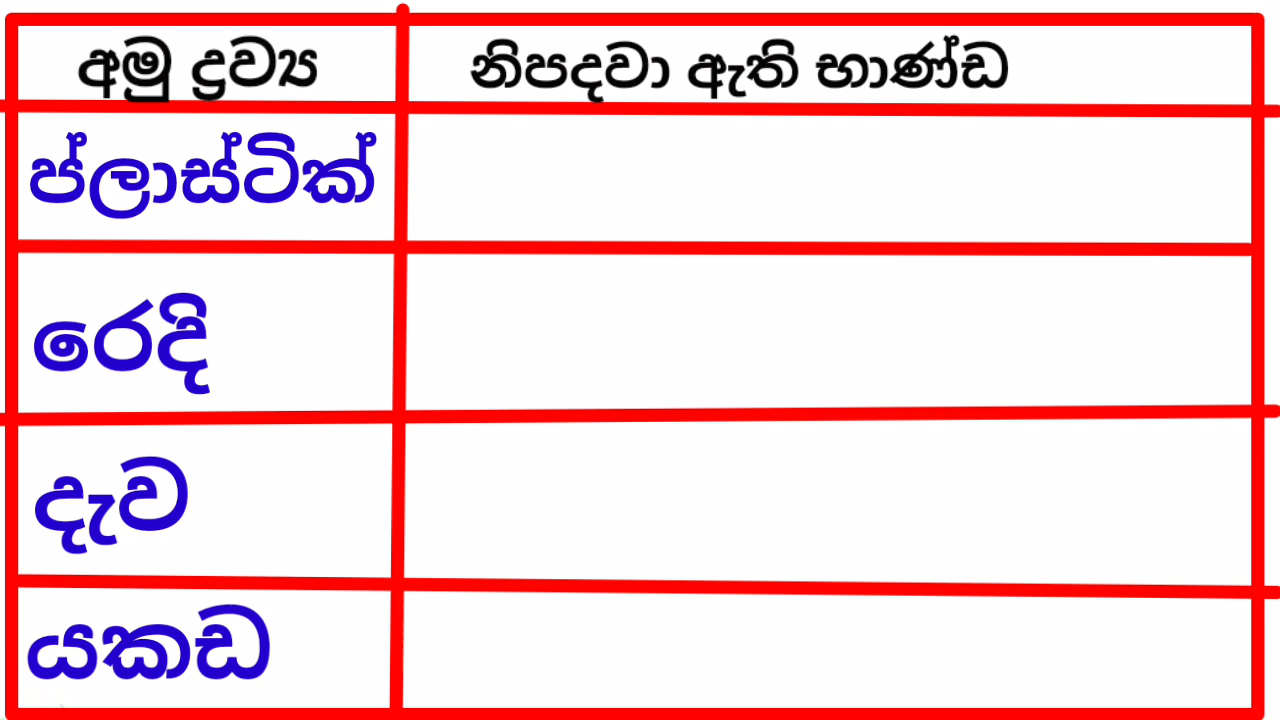 අමු ද්‍රව්‍ය
නිපදවා ඇති භාණ්ඩ
ප්ලාස්ටික්
රෙදි
දැව
යකඩ